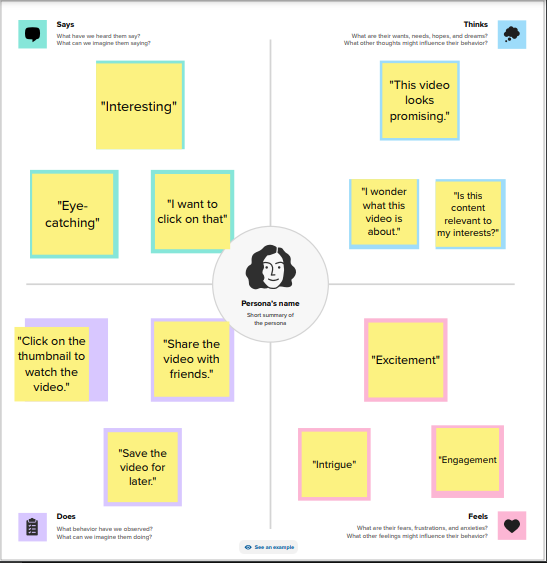 Says
What have we heard them say?
What can we imagine them saying?
Thinks
What are their wants, needs, hopes, and dreams?
What other thoughts might influence their behavior?
"Interesting"
"Eye-
catching"
"I want to
click on that"
"This video
looks
promising."
"I wonder
what this
video is
about."
"Is this
content
relevant to
my interests?"
Persona's name
Short summary of
the persona
"Click on the
thumbnail to
watch the
video."
"Share the
video with
friends."
"Save the
video for
later."
"Excitement"
"Intrigue"
"Engagement
Does
What behavior have we observed?
What can we imagine them doing?
Feels
What are their fears, frustrations, and anxieties?
What other feelings might influence their behavior?
See an example